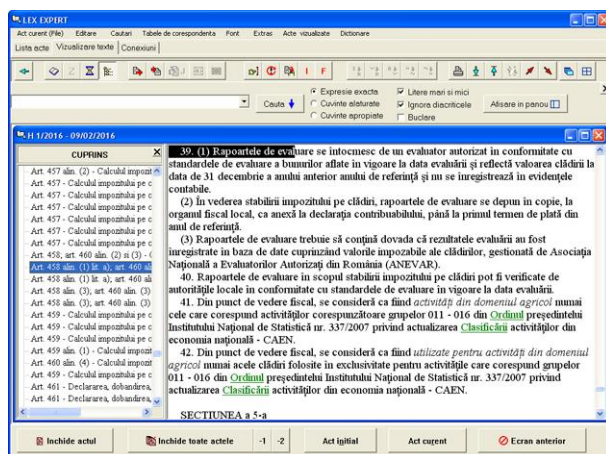 LEX EXPERT
Act curent (File) Editare Cautari Tabele de corespondenta Font Extras Acte vizualizate Dictionare
Lista acte Vizualizare texte Conexiuni
Expresie exacta
Litere mari si mici
Cauta
Cuvinte alaturate
Ignora diacriticele
Afisare in panou
Cuvinte apropiate
Buclare
H 1/2016 - 09/02/2016
CUPRINS
Art. 457 alin. (2) - Calculul impozit
Art. 457 - Calculul impozitului pe c
Art. 457 - Calculul impozitului pe c
Art. 457 - Calculul impozitului pe c
Art. 457 - Calculul impozitului pe c
Art. 457 - Calculul impozitului pe c
Art. 458, art. 460 alin. (2) si (3) - C
Art. 458 alin. (1) lit. a), art. 460 ali
Art. 458 alin. (1) lit. a), art. 460 ali
Art. 458 alin. (3), art. 460 alin. (3)
Art. 458 alin. (3), art. 460 alin. (3)
Art. 459 - Calculul impozitului pe c
Art. 459 - Calculul impozitului pe c
Art. 459 - Calculul impozitului pe c
Art. 459 alin. (1) - Calculul impozit
Art. 460 alin. (4) - Calculul impozit
Art. 459 - Calculul impozitului pe c
Art. 461 - Declararea, dobandirea,
Art. 461 - Declararea, dobandirea,
39. (1) Rapoartele de evaluare se întocmesc de un evaluator autorizat în conformitate cu
standardele de evaluare a bunurilor aflate în vigoare la data evaluării şi reflectă valoarea clădirii la
data de 31 decembrie a anului anterior anului de referinţă şi nu se înregistrează în evidenţele
contabile.
(2) În vederea stabilirii impozitului pe clădiri, rapoartele de evaluare se depun în copie, la
organul fiscal local, ca anexă la declaraţia contribuabilului, până la primul termen de plată din
anul de referinţă.
(3) Rapoartele de evaluare trebuie să conţină dovada că rezultatele evaluării au fost
înregistrate în baza de date cuprinzând valorile impozabile ale clădirilor, gestionată de Asociaţia
Naţională a Evaluatorilor Autorizaţi din România (ANEVAR).
40. Rapoartele de evaluare în scopul stabilirii impozitului pe clădiri pot fi verificate de
autorităţile locale în conformitate cu standardele de evaluare în vigoare la data evaluării.
41. Din punct de vedere fiscal, se consideră ca fiind activităţi din domeniul agricol numai
cele care corespund activităţilor corespunzătoare grupelor 011 - 016 din Ordinul preşedintelui
Institutului Naţional de Statistică nr. 337/2007 privind actualizarea Clasificării activităţilor din
economia naţională - CAEN.
42. Din punct de vedere fiscal, se consideră ca fiind utilizate pentru activităţi din domeniul
agricol numai acele clădiri folosite în exclusivitate pentru activităţile care corespund grupelor
011 - 016 din Ordinul preşedintelui Institutului Naţional de Statistică nr. 337/2007 privind
actualizarea Clasificării activităţilor din economia naţională - CAEN.
SECŢIUNEA a 5-a
Inchide actul Inchide toate actele -1 -2 Act initial Act curent Ecran anterior